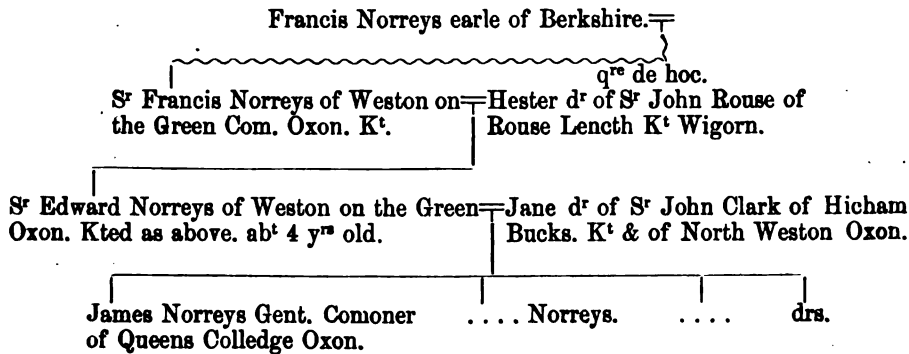 Francis Norreys earle of Berkshire.
qʳᵉ de hoc.
Sʳ Francis Norreys of Weston on
the Green Com. Oxon. Kᵗ.
Hester dʳ of Sʳ John Rouse of
Rouse Lencth Kᵗ Wigorn.
Sʳ Edward Norreys of Weston on the Green
Oxon. Kted as above. abᵗ 4 yʳˢ old.
Jane dʳ of Sʳ John Clark of Hicham
Bucks. Kᵗ & of North Weston Oxon.
James Norreys Gent. Comoner
of Queens Colledge Oxon.
.... Norreys.
....
drs.